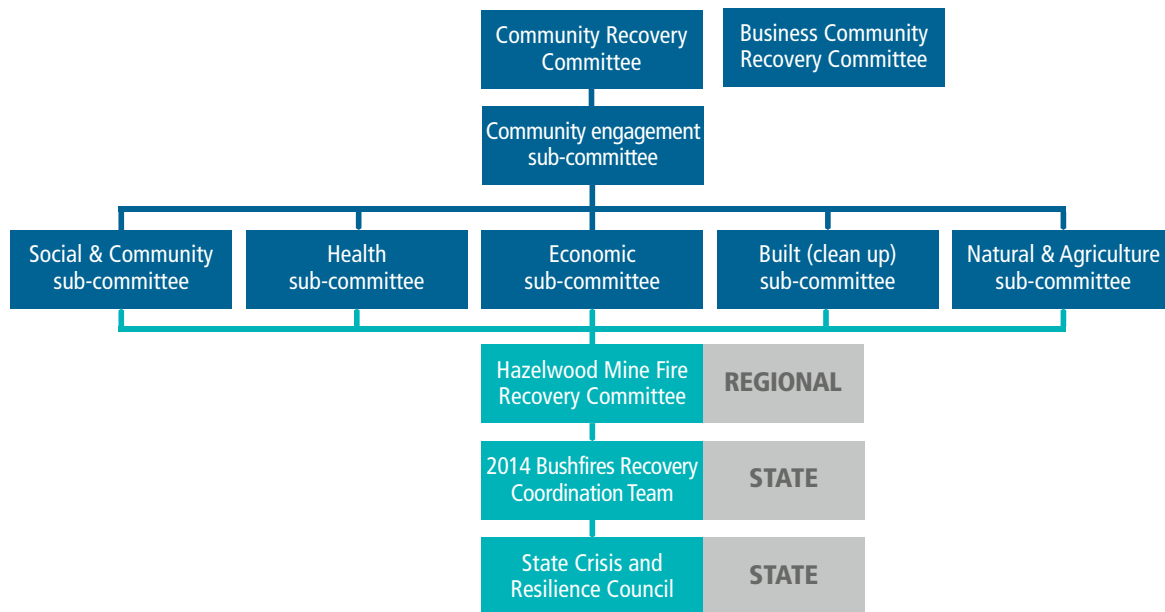 Community Recovery
Committee
Business Community
Recovery Committee
Community engagement
sub-committee
Social & Community
sub-committee
Health
sub-committee
Economic
sub-committee
Built (clean up)
sub-committee
Natural & Agriculture
sub-committee
Hazelwood Mine Fire
Recovery Committee
REGIONAL
2014 Bushfires Recovery
Coordination Team
STATE
State Crisis and
Resilience Council
STATE